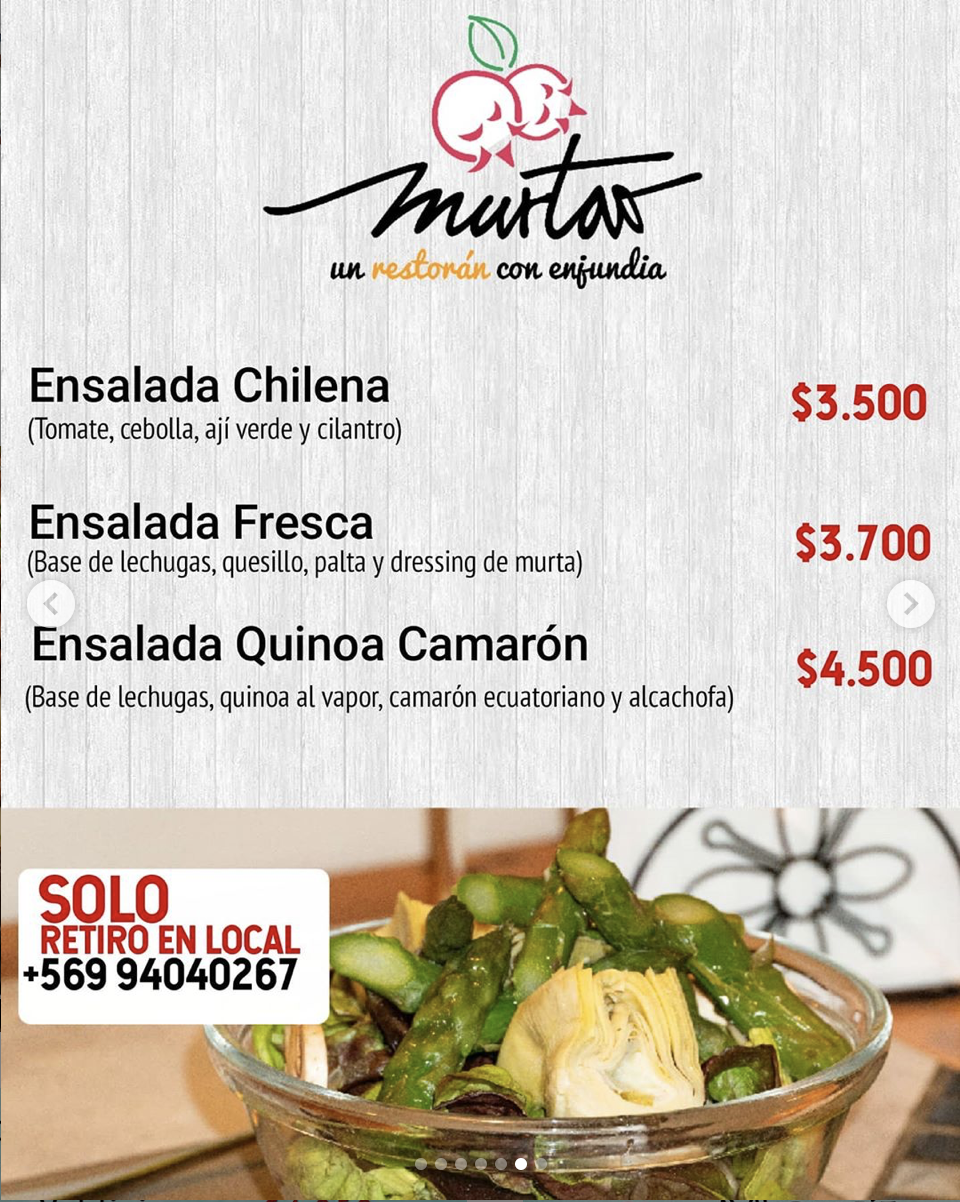 murtas
un restorán con enjundia
Ensalada Chilena
$3.500
(Tomate, cebolla, ají verde y cilantro)
Ensalada Fresca
$3.700
(Base de lechugas, quesillo, palta y dressing de murta)
Ensalada Quinoa Camarón
$4.500
(Base de lechugas, quinoa al vapor, camarón ecuatoriano y alcachofa)
SOLO
RETIRO EN LOCAL
+569 94040267